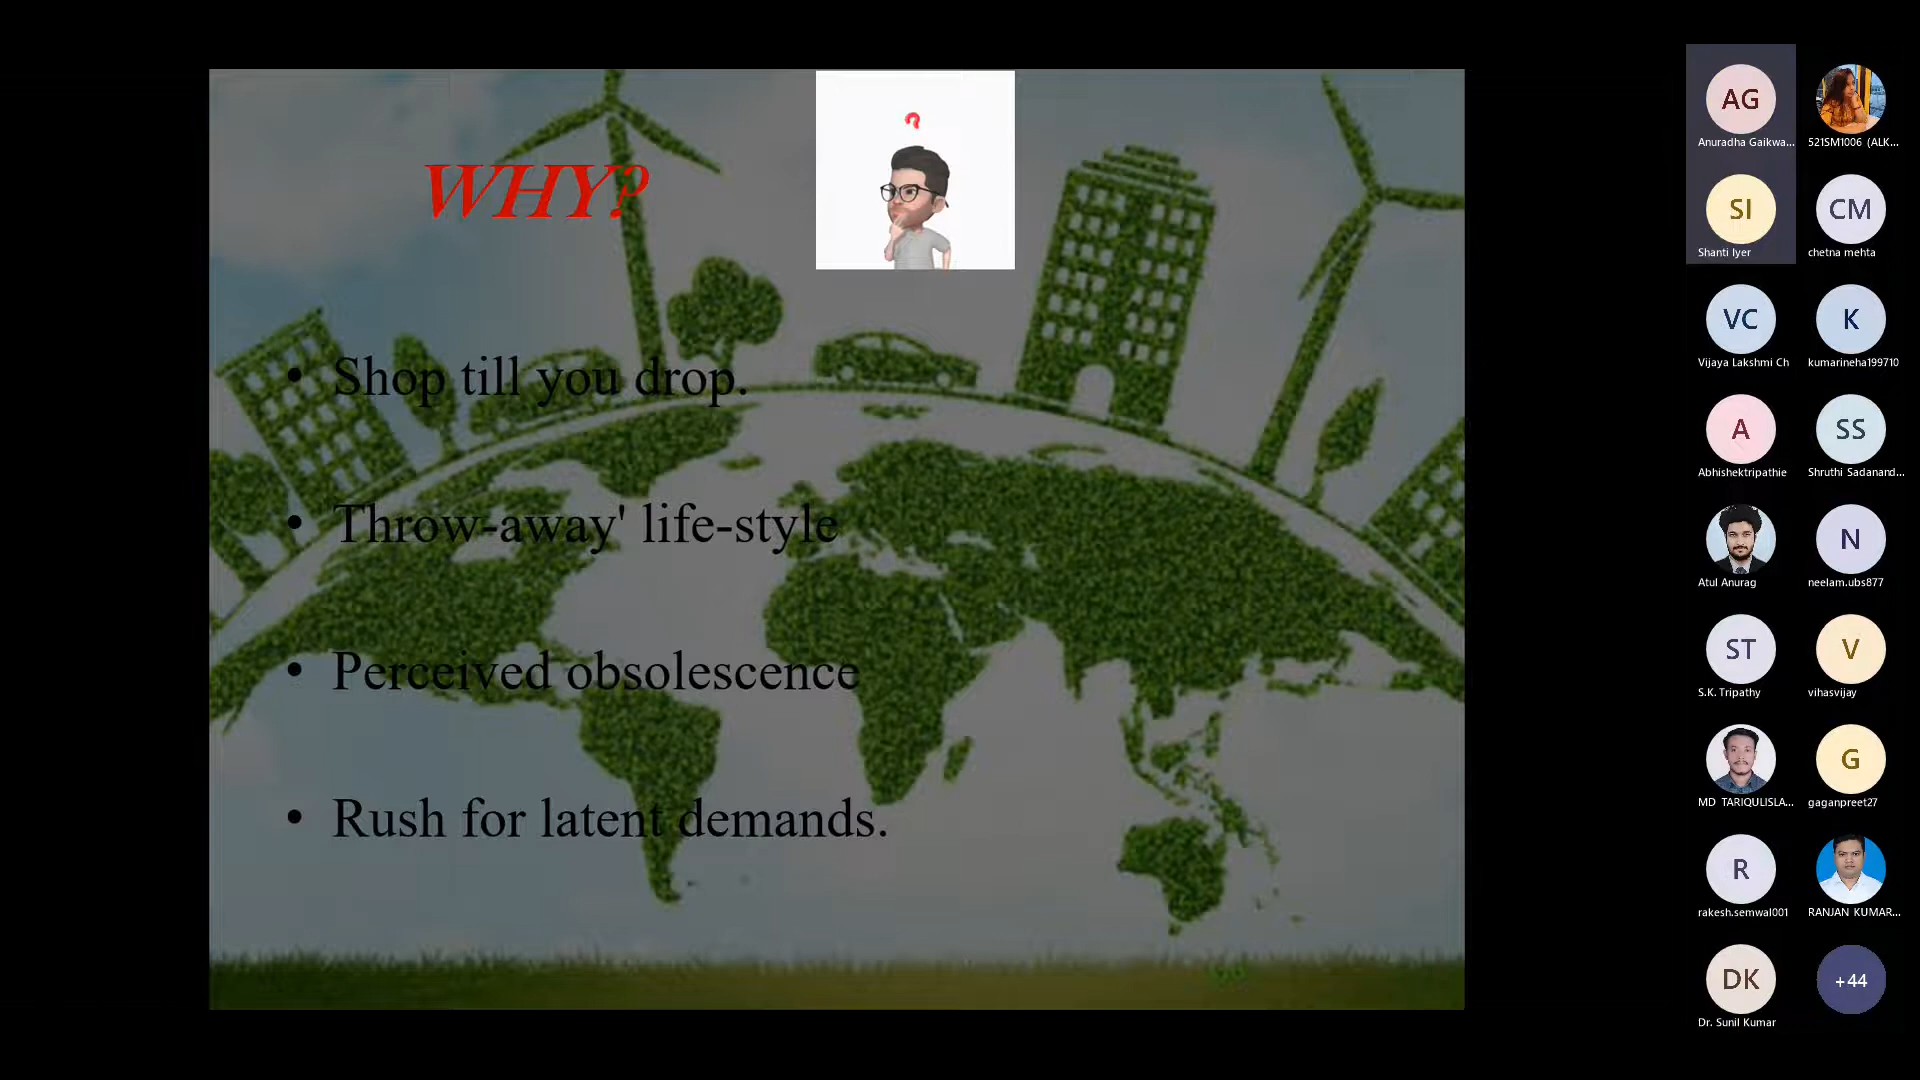 WHY?
?
• Shop till you drop.
• Throw-away' life-style
• Perceived obsolescence
• Rush for latent demands.
AG
Anuradha Gaikwa...
521SM1006 (ALK...
SI
Shanti Iyer
CM
chetna mehta
VC
Vijaya Lakshmi Ch
K
kumarineha199710
A
Abhishektripathie
SS
Shruthi Sadanand...
Atul Anurag
N
neelam.ubs877
ST
S.K. Tripathy
V
vihasvijay
MD TARIQULISLA...
G
gaganpreet27
R
rakesh.semwal001
RANJAN KUMAR...
DK
Dr. Sunil Kumar
+44